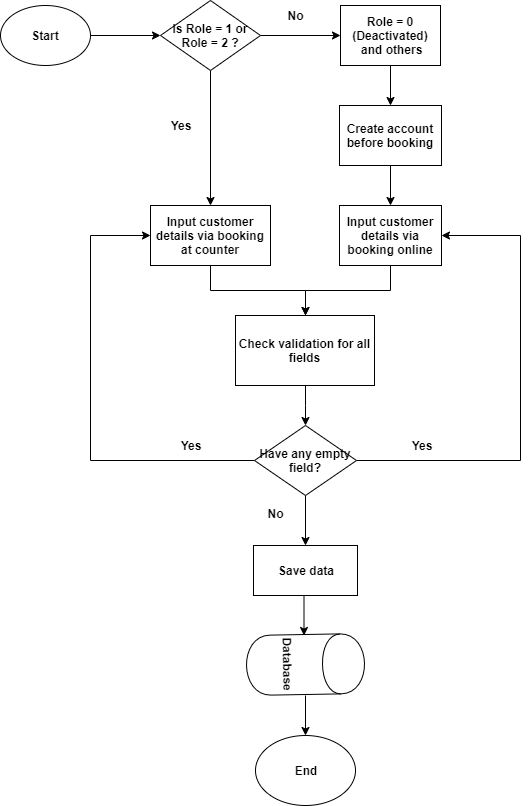 Start
Is Role = 1 or
Role = 2 ?
No
Role = 0
(Deactivated)
and others
Yes
Create account
before booking
Input customer
details via booking
at counter
Input customer
details via
booking online
Check validation for all
fields
Yes
Have any empty
field?
Yes
No
Save data
Database
End